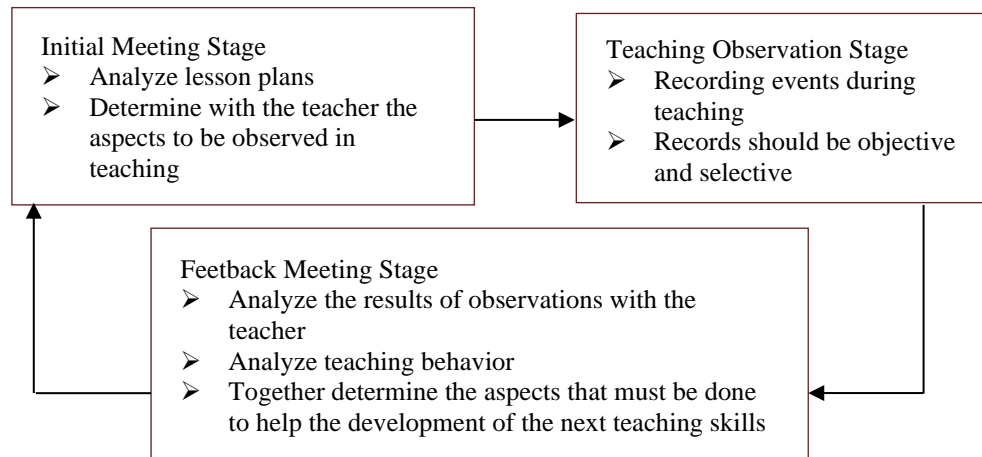 Initial Meeting Stage
➢ Analyze lesson plans
➢ Determine with the teacher the
aspects to be observed in
teaching
Teaching Observation Stage
➢ Recording events during
teaching
➢ Records should be objective
and selective
Feetback Meeting Stage
➢ Analyze the results of observations with the
teacher
➢ Analyze teaching behavior
➢ Together determine the aspects that must be done
to help the development of the next teaching skills